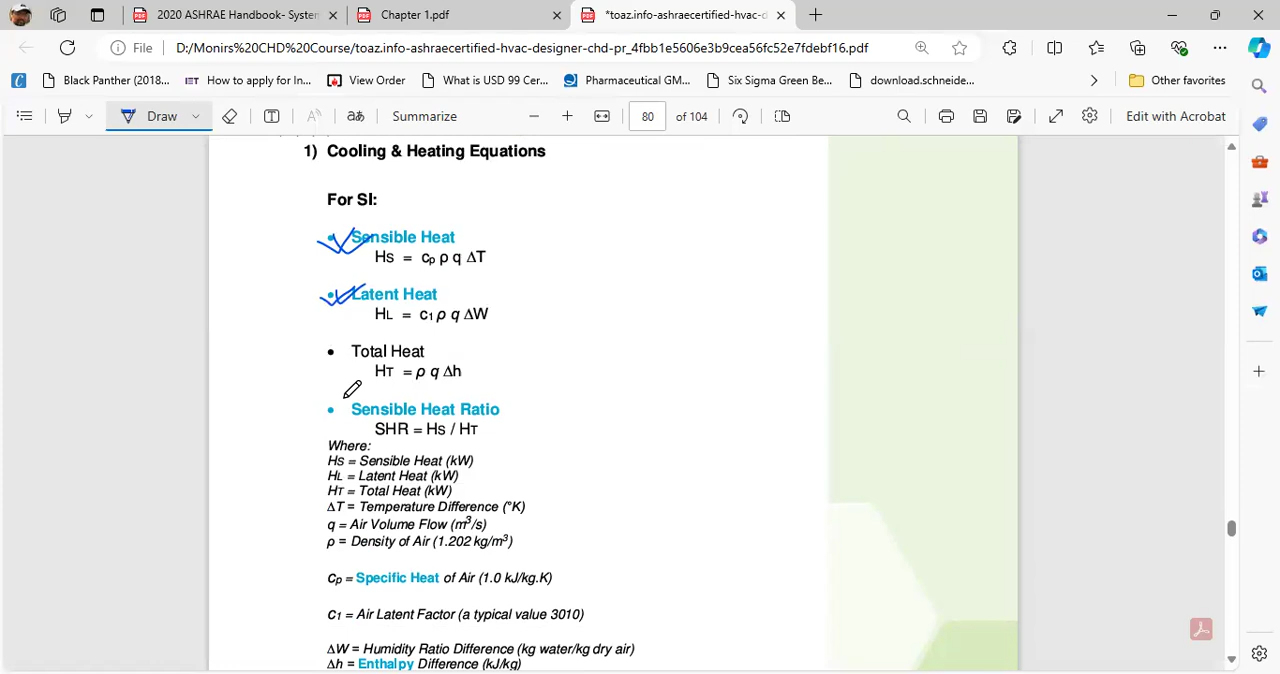 2020 ASHRAE Handbook- System
Chapter 1.pdf
*toaz.info-ashraecertified-hvac-d
File
D:/Monirs%20CHD%20Course/toaz.info-ashraecertified-hvac-designer-chd-pr_4fbb1e5606e3b9cea56fc52e7fdebf16.pdf
Black Panther (2018...
IET How to apply for In...
View Order
What is USD 99 Cer...
Pharmaceutical GM...
Six Sigma Green Be...
download.schneide...
Other favorites
Draw
aあ
Summarize
80 of 104
Edit with Acrobat
1) Cooling & Heating Equations
For SI:
• Sensible Heat
HS = cp ρ q ΔT
• Latent Heat
HL = c1 ρ q ΔW
• Total Heat
HT = ρ q Δh
• Sensible Heat Ratio
SHR = HS / HT
Where:
HS = Sensible Heat (kW)
HL = Latent Heat (kW)
HT = Total Heat (kW)
ΔT = Temperature Difference (°K)
q = Air Volume Flow (m³/s)
ρ = Density of Air (1.202 kg/m³)
cp = Specific Heat of Air (1.0 kJ/kg.K)
c1 = Air Latent Factor (a typical value 3010)
ΔW = Humidity Ratio Difference (kg water/kg dry air)
Δh = Enthalpy Difference (kJ/kg)